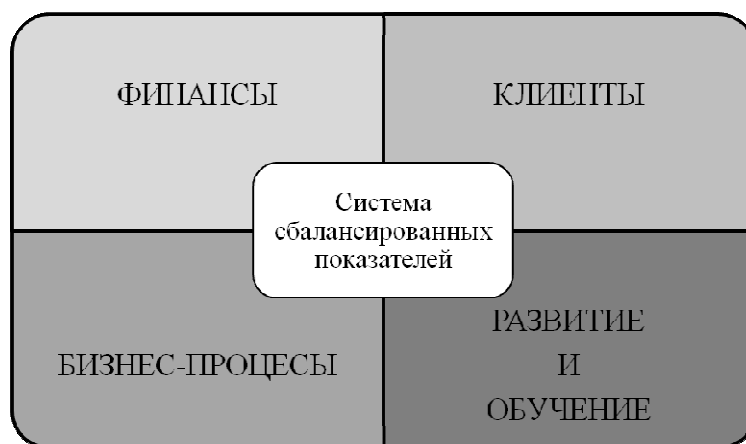 ФИНАНСЫ
КЛИЕНТЫ
Система
сбалансированных
показателей
БИЗНЕС-ПРОЦЕСЫ
РАЗВИТИЕ
И
ОБУЧЕНИЕ